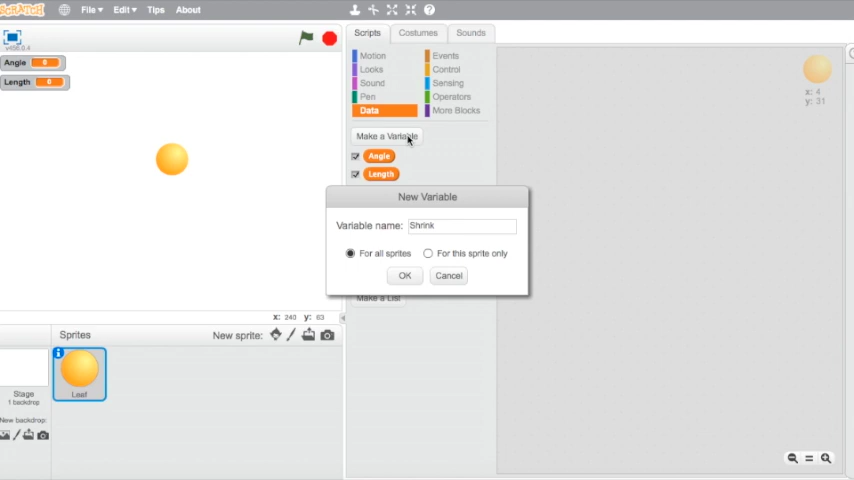 SCRATCH File▼ Edit▼ Tips About
v456.0.4
Angle 0
Length 0
Scripts Costumes Sounds
Motion Events
Looks Control
Sound Sensing
Pen Operators
Data More Blocks
Make a Variable
Angle
Length
x: 4
y: 31
New Variable
Variable name: Shrink
For all sprites For this sprite only
OK Cancel
Make a List
X: 240 Y: 63
Sprites New sprite:
Leaf
Stage
1 backdrop
New backdrop: